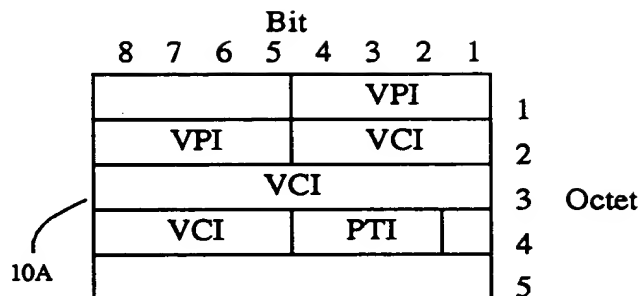 Bit
8 7 6 5 4 3 2 1
VPI 1
VPI VCI 2
VCI 3 Octet
VCI PTI 4
10A
5